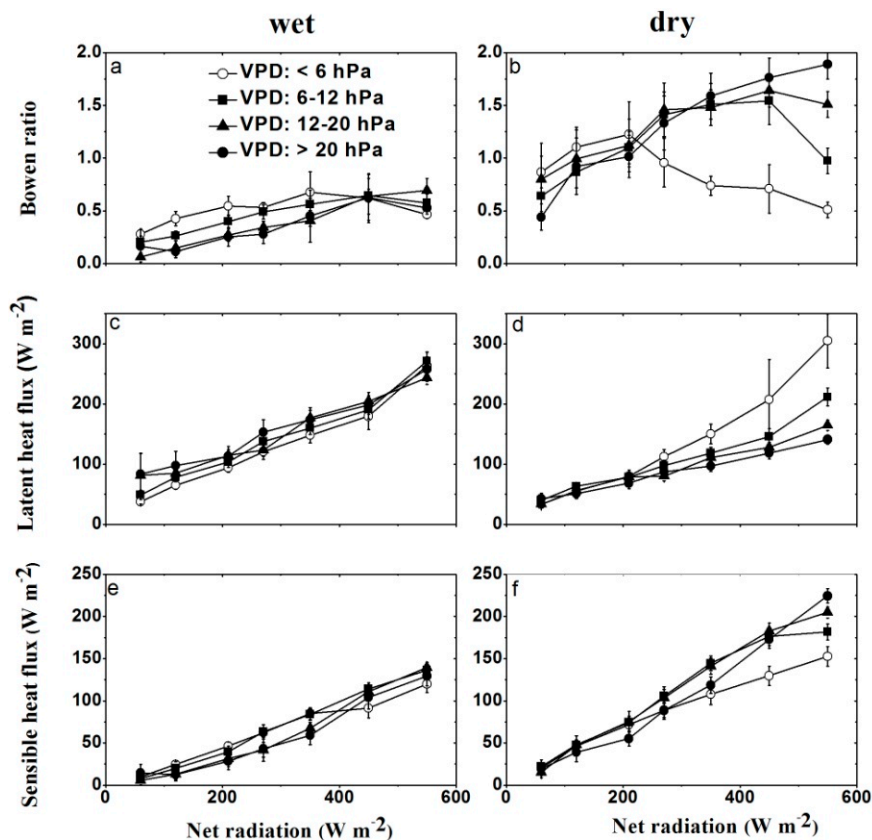 wet
dry
Bowen ratio
2.0
1.5
1.0
0.5
0.0
a
VPD: < 6 hPa
VPD: 6-12 hPa
VPD: 12-20 hPa
VPD: > 20 hPa
2.0
1.5
1.0
0.5
0.0
b
Latent heat flux (W m⁻²)
300
200
100
0
c
300
200
100
0
d
Sensible heat flux (W m⁻²)
250
200
150
100
50
0
e
0 200 400 600
Net radiation (W m⁻²)
250
200
150
100
50
0
f
0 200 400 600
Net radiation (W m⁻²)